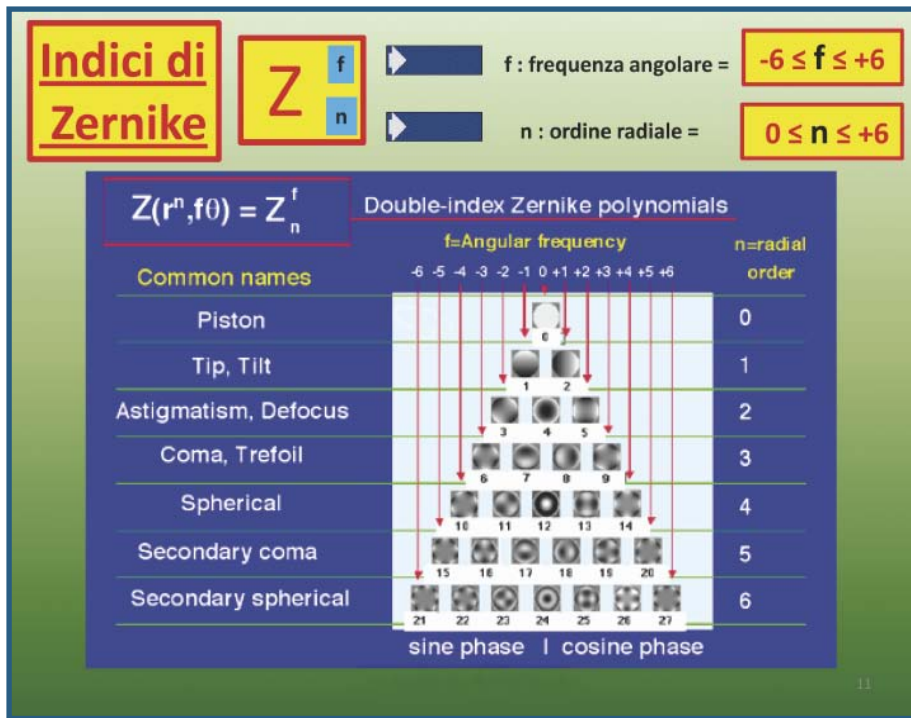 Indici di
Zernike
Z f n
f : frequenza angolare =
-6 ≤ f ≤ +6
n : ordine radiale =
0 ≤ n ≤ +6
Z(rⁿ,fθ) = Z f n
Double-index Zernike polynomials
f=Angular frequency
n=radial
order
Common names
-6 -5 -4 -3 -2 -1 0 +1 +2 +3 +4 +5 +6
Piston
0
0
Tip, Tilt
1
1 2
Astigmatism, Defocus
2
3 4 5
Coma, Trefoil
3
6 7 8 9
Spherical
4
10 11 12 13 14
Secondary coma
5
15 16 17 18 19 20
Secondary spherical
6
21 22 23 24 25 26 27
sine phase | cosine phase
11